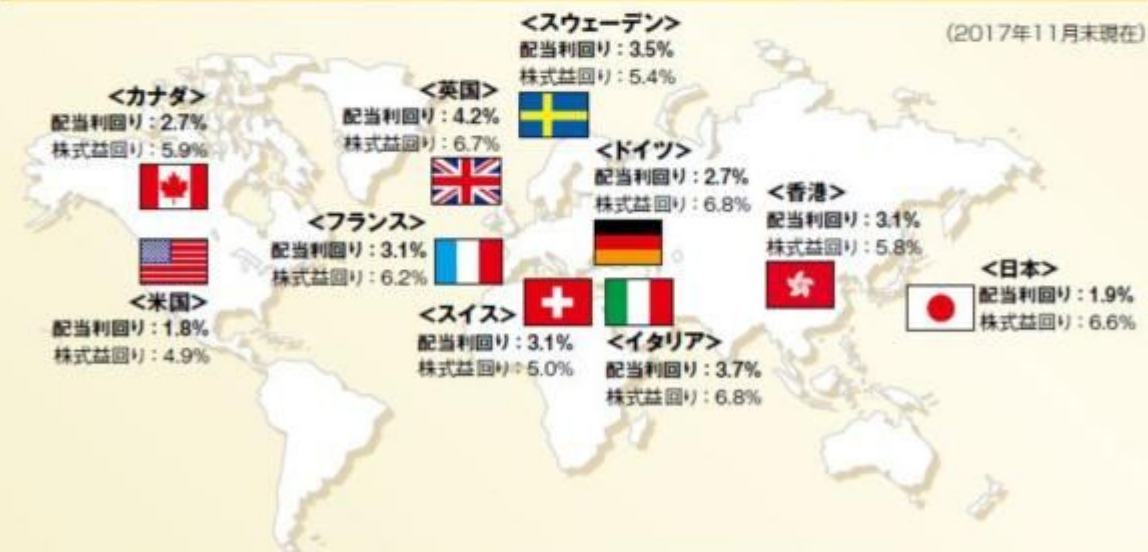 (2017年11月末現在)
<スウェーデン>
配当利回り：3.5%
株式益回り：5.4%
<カナダ>
配当利回り：2.7%
株式益回り：5.9%
<英国>
配当利回り：4.2%
株式益回り：6.7%
<ドイツ>
配当利回り：2.7%
株式益回り：6.8%
<香港>
配当利回り：3.1%
株式益回り：5.8%
<フランス>
配当利回り：3.1%
株式益回り：6.2%
<日本>
配当利回り：1.9%
株式益回り：6.6%
<米国>
配当利回り：1.8%
株式益回り：4.9%
<スイス>
配当利回り：3.1%
株式益回り：5.0%
<イタリア>
配当利回り：3.7%
株式益回り：6.8%